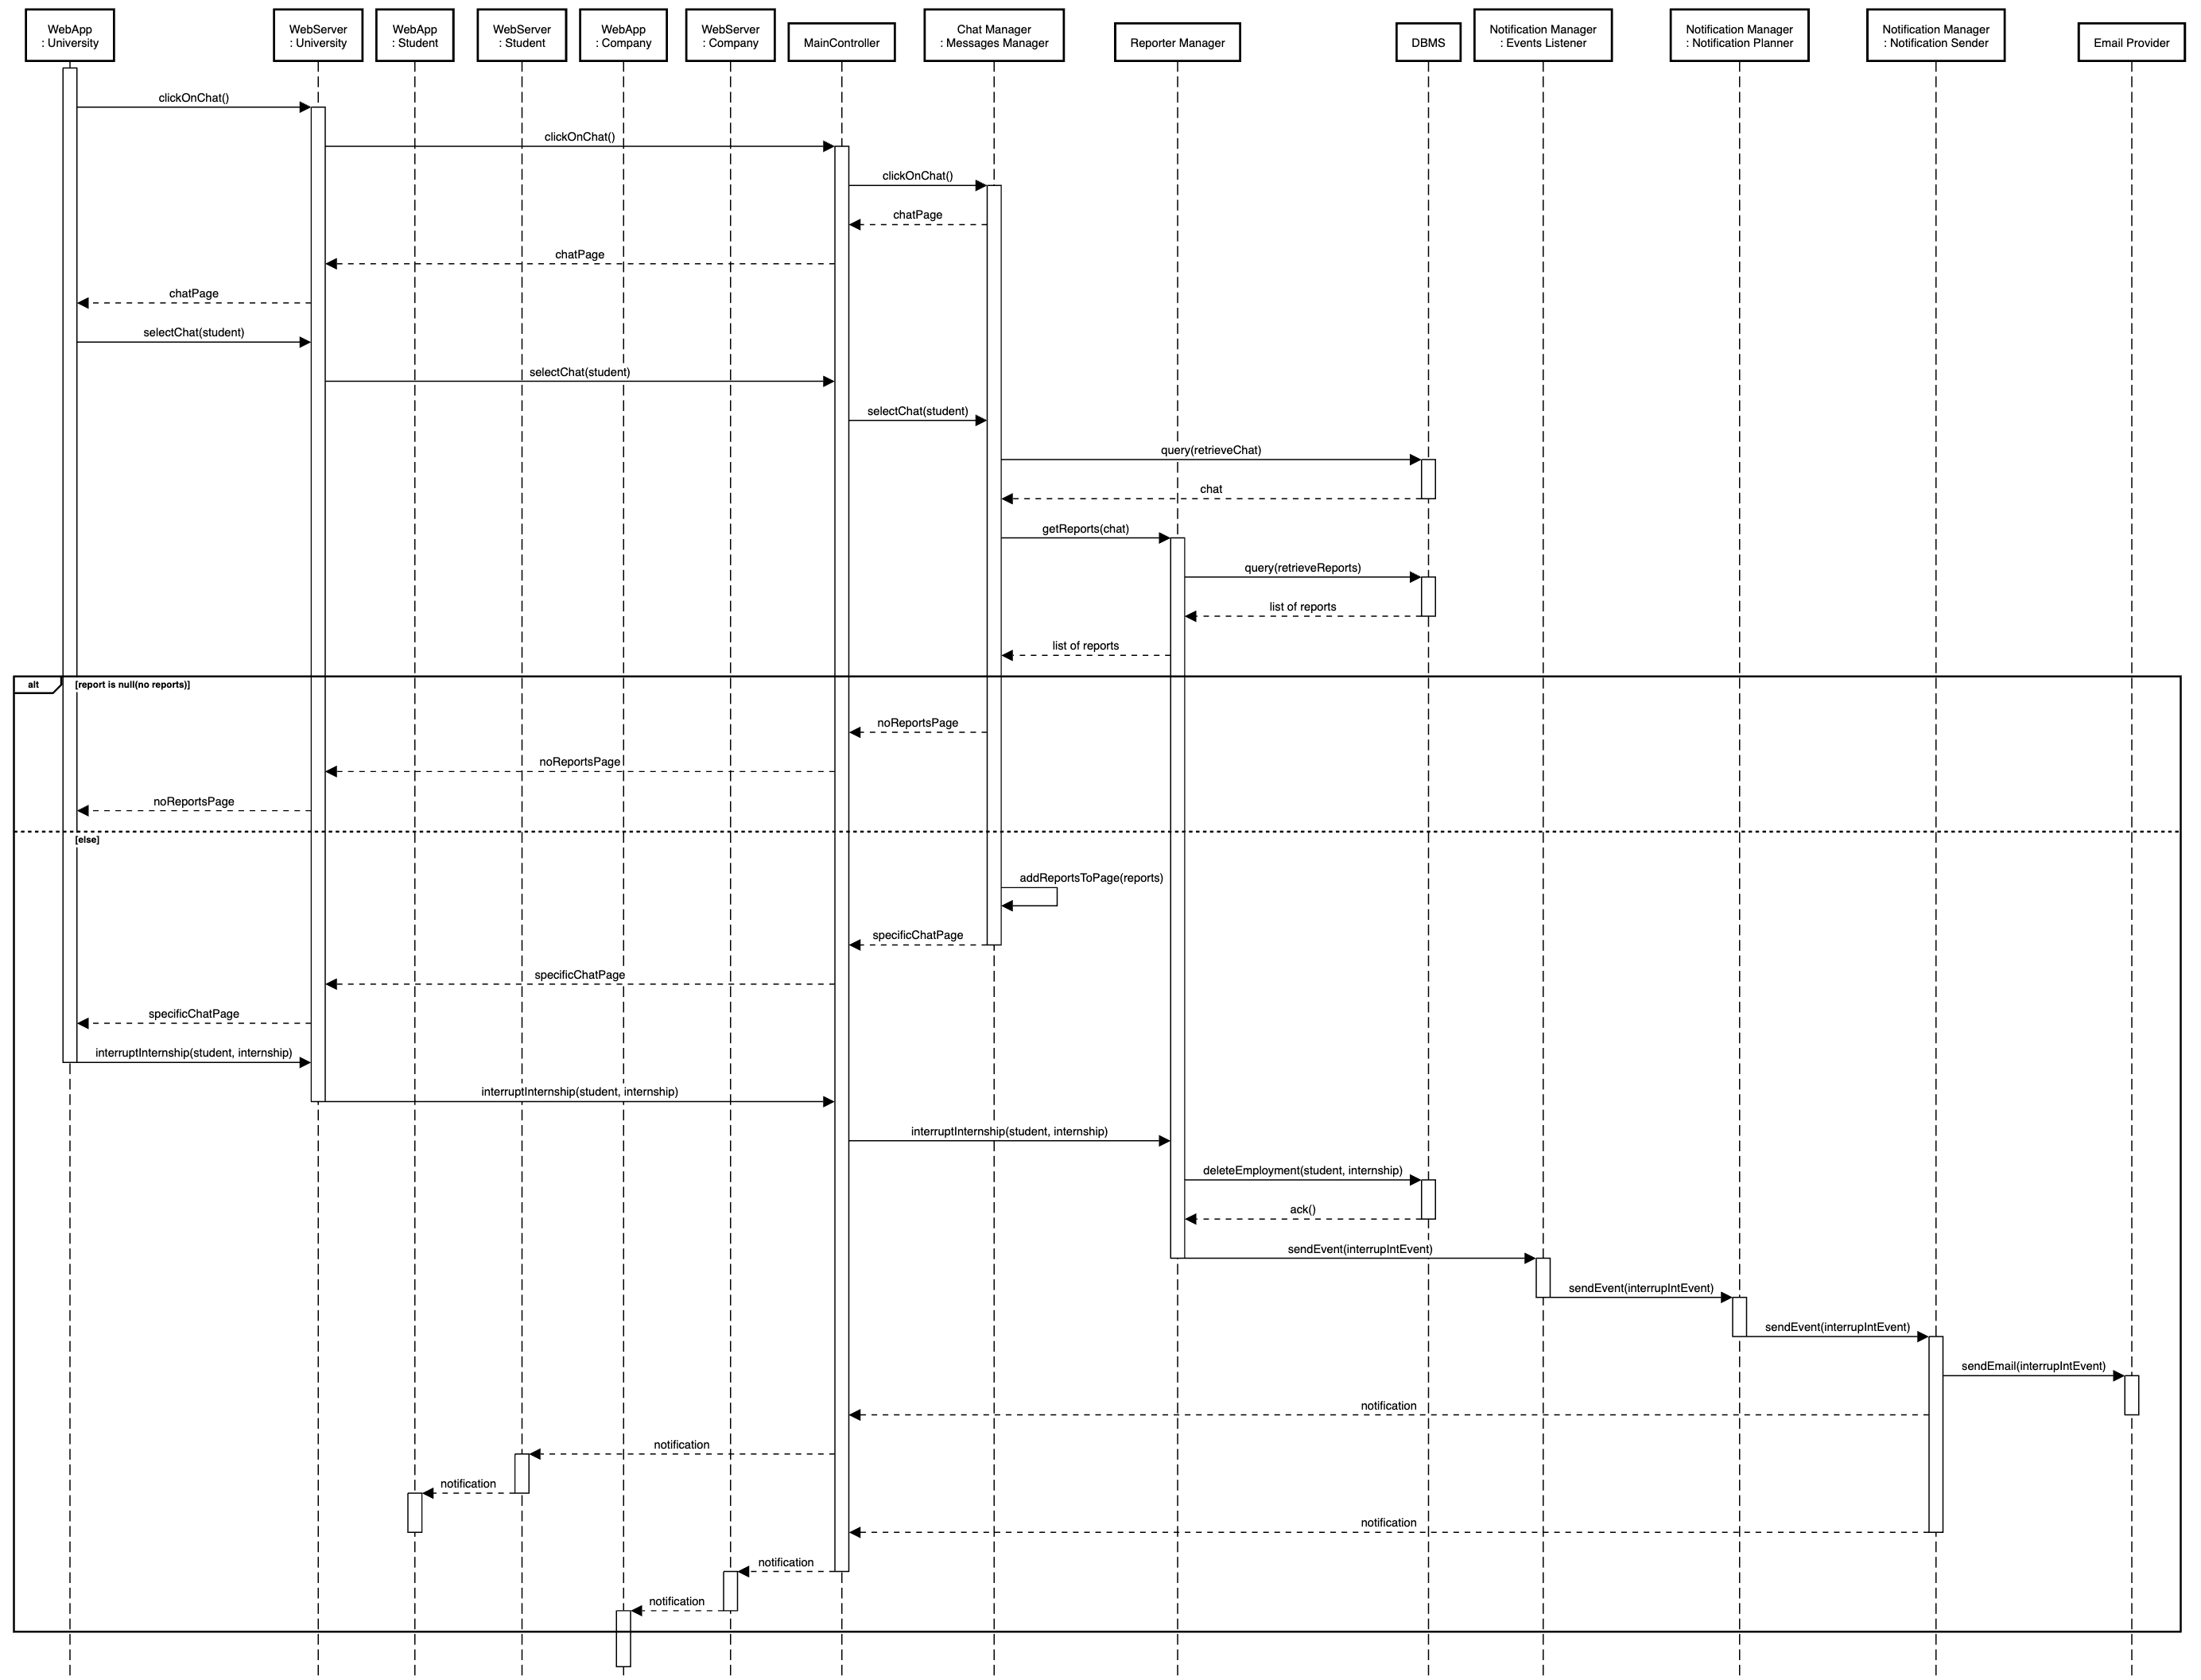 WebApp
: University
WebServer
: University
WebApp
: Student
WebServer
: Student
WebApp
: Company
WebServer
: Company
MainController
Chat Manager
: Messages Manager
Reporter Manager
DBMS
Notification Manager
: Events Listener
Notification Manager
: Notification Planner
Notification Manager
: Notification Sender
Email Provider
clickOnChat()
clickOnChat()
clickOnChat()
chatPage
chatPage
chatPage
selectChat(student)
selectChat(student)
selectChat(student)
query(retrieveChat)
chat
getReports(chat)
query(retrieveReports)
list of reports
list of reports
alt
[report is null(no reports)]
noReportsPage
noReportsPage
noReportsPage
[else]
addReportsToPage(reports)
specificChatPage
specificChatPage
specificChatPage
interruptInternship(student, internship)
interruptInternship(student, internship)
interruptInternship(student, internship)
deleteEmployment(student, internship)
ack()
sendEvent(interrupIntEvent)
sendEvent(interrupIntEvent)
sendEvent(interrupIntEvent)
sendEmail(interrupIntEvent)
notification
notification
notification
notification
notification
notification